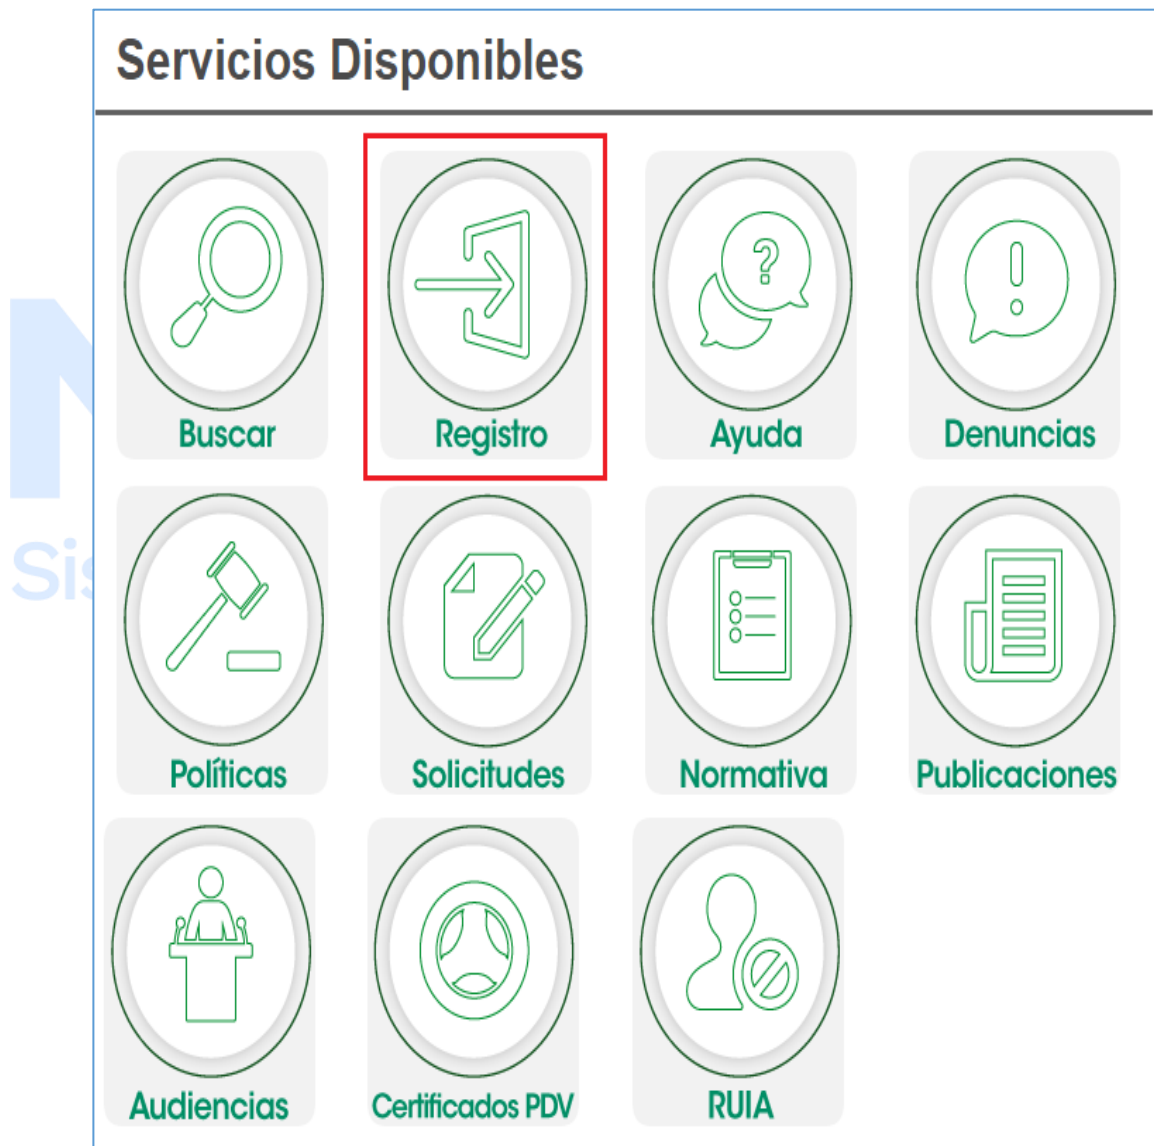 Servicios Disponibles
Buscar Registro Ayuda Denuncias
Políticas Solicitudes Normativa Publicaciones
Audiencias Certificados PDV RUIA